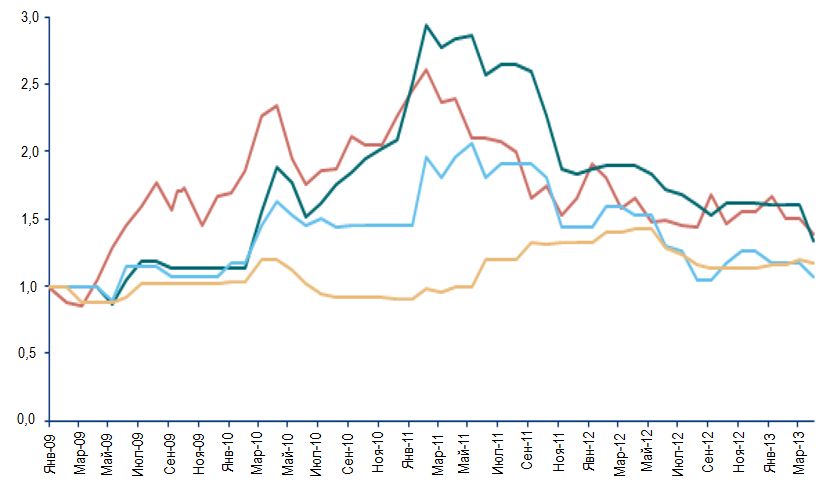 3,0
2,5
2,0
1,5
1,0
0,5
0,0
Янв-09
Мар-09
Май-09
Июл-09
Сен-09
Ноя-09
Янв-10
Мар-10
Май-10
Июл-10
Сен-10
Ноя-10
Янв-11
Мар-11
Май-11
Июл-11
Сен-11
Ноя-11
Янв-12
Мар-12
Май-12
Июл-12
Сен-12
Ноя-12
Янв-13
Мар-13